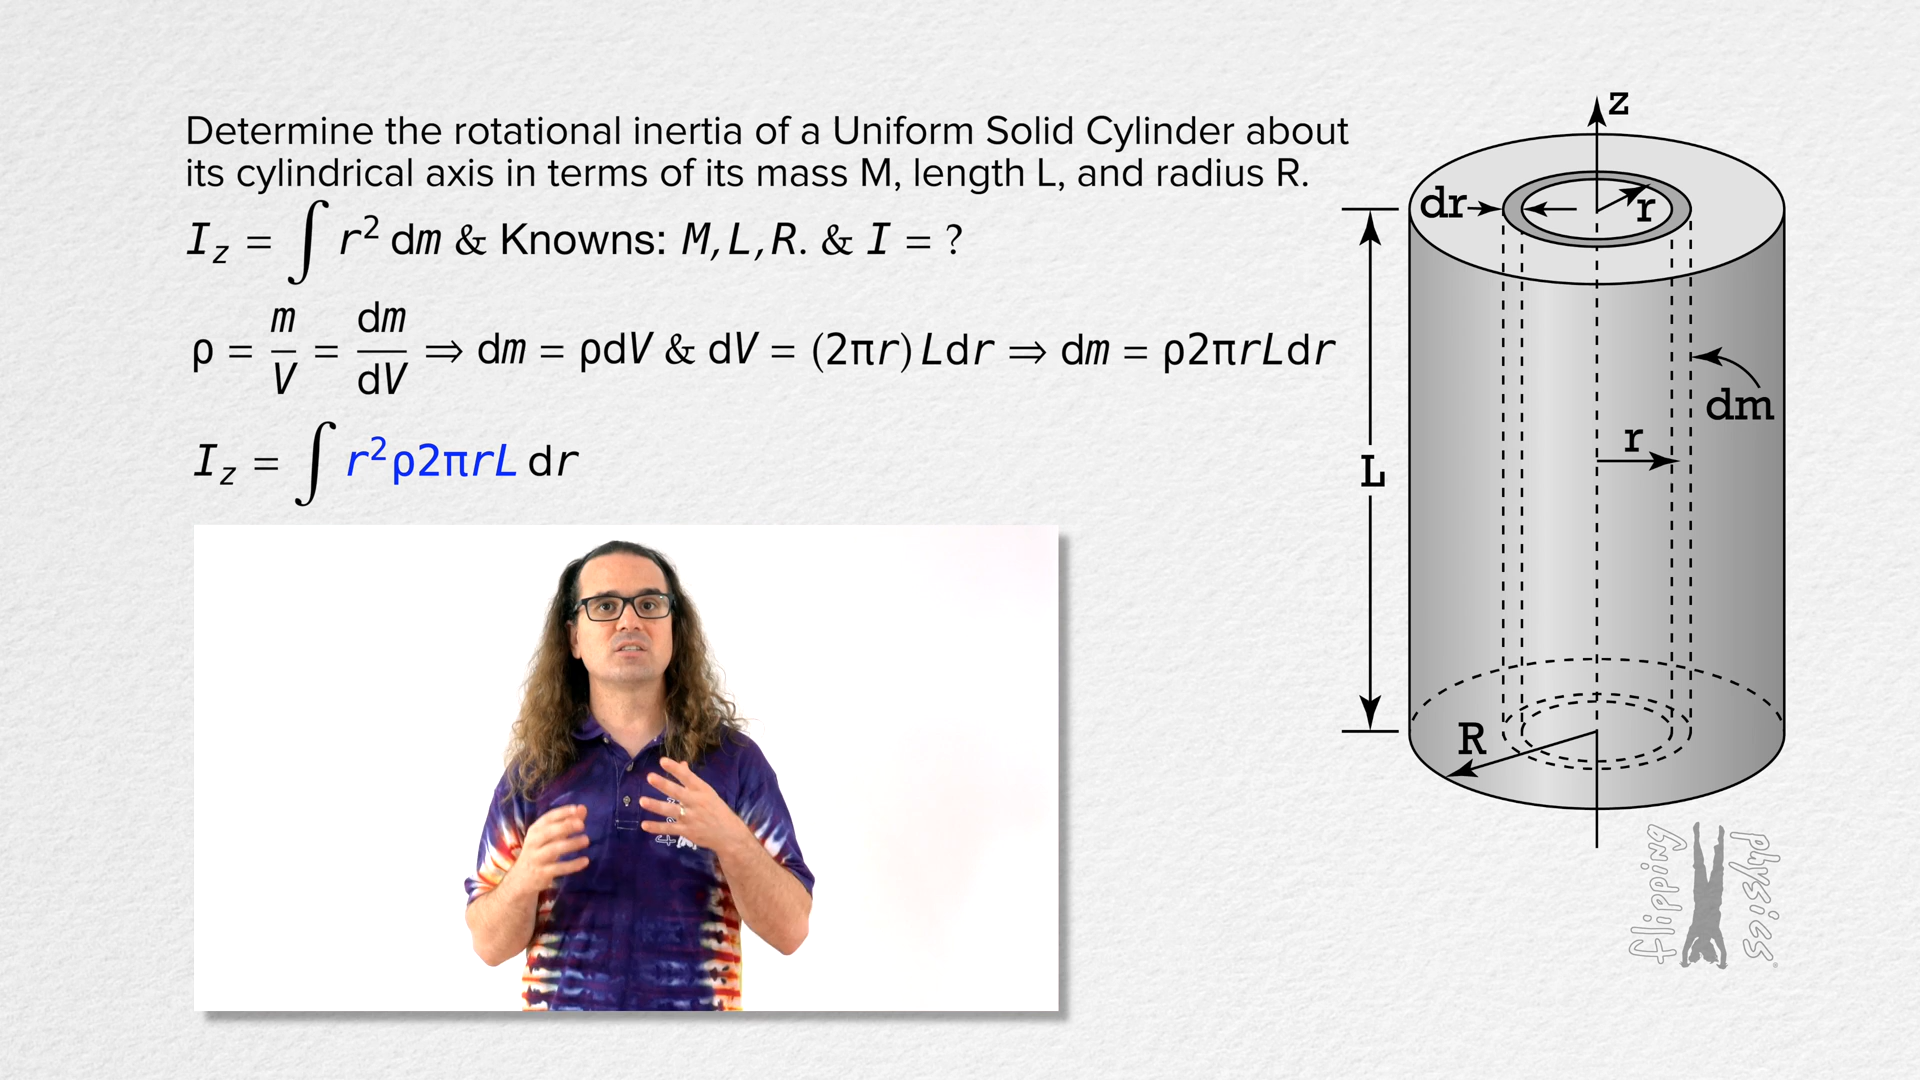 Determine the rotational inertia of a Uniform Solid Cylinder about
its cylindrical axis in terms of its mass M, length L, and radius R.
I_z = ∫ r² dm & Knowns: M, L, R. & I = ?
ρ = m/V = dm/dV ⇒ dm = ρdV & dV = (2πr) L dr ⇒ dm = ρ2πrLdr
I_z = ∫ r²ρ2πrL dr
z
dr
r
dm
r
L
R
flipping
physics